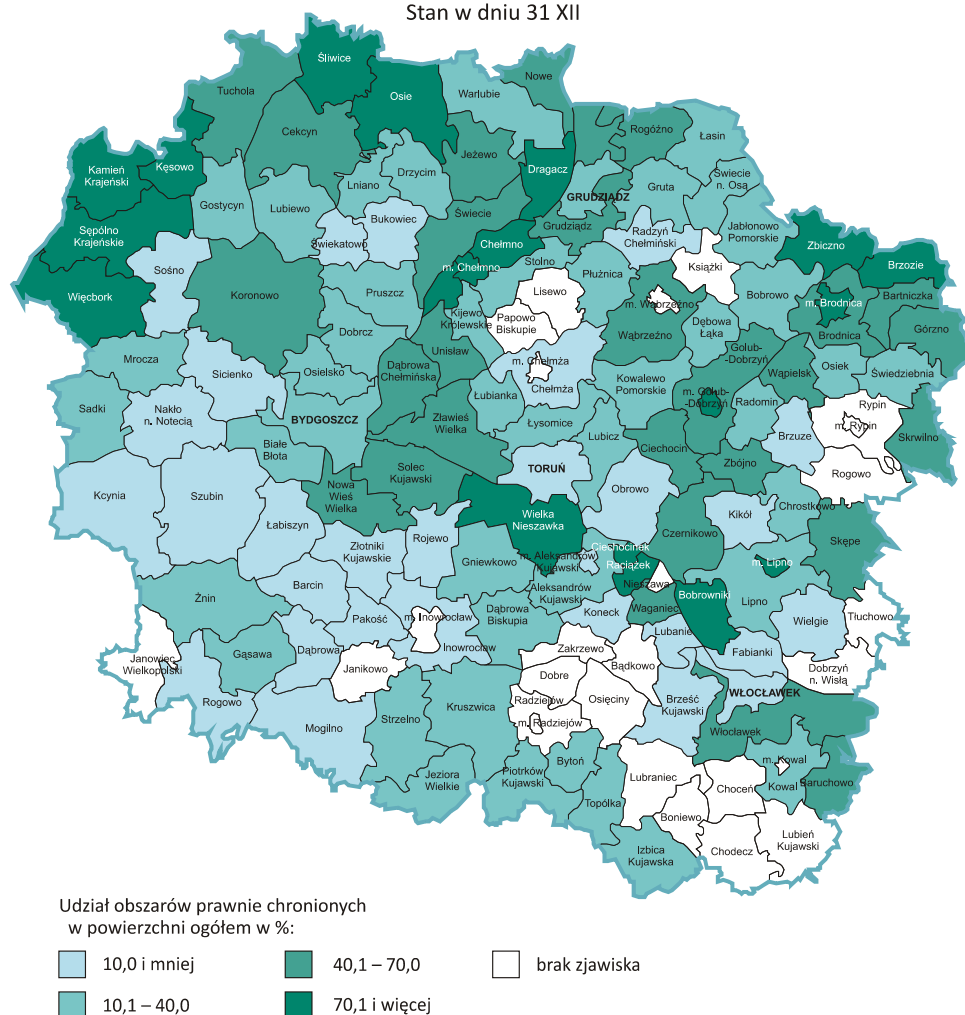 Stan w dniu 31 XII
Śliwice
Nowe
Tuchola
Osie
Warlubie
Cekcyn
Rogóźno
Łasin
Jeżewo
Kamień
Krajeński
Kęsowo
Dragacz
Drzycim
Lniano
Świecie
n. Osą
Gruta
GRUDZIĄDZ
Gostycyn
Lubiewo
Bukowiec
Świecie
Grudziądz
Jabłonowo
Pomorskie
Sępólno
Krajeńskie
Świekatowo
Chełmno
Radzyń
Chełmiński
Zbiczno
Sośno
m. Chełmno
Stolno
Płużnica
Książki
Brzozie
Więcbork
Koronowo
Pruszcz
Lisewo
Bobrowo
m. Brodnica
Bartniczka
m. Wąbrzeźno
Kijewo
Królewskie
Papowo
Biskupie
Dobrcz
Wąbrzeźno
Dębowa
Łąka
Brodnica
Górzno
Unisław
Golub-
-Dobrzyń
Mrocza
Sicienko
Osielsko
Dąbrowa
Chełmińska
m. Chełmża
Chełmża
Wąpielsk
Osiek
Świedziebnia
Kowalewo
Pomorskie
m. Golub-
-Dobrzyń
Radomin
Łubianka
Sadki
Nakło
n. Notecią
Rypin
m. Rypin
BYDGOSZCZ
Zławieś
Wielka
Łysomice
Lubicz
Brzuze
Skrwilno
Białe
Błota
Ciechocin
Zbójno
Rogowo
Solec
Kujawski
TORUŃ
Kcynia
Szubin
Nowa
Wieś
Wielka
Obrowo
Łabiszyn
Wielka
Nieszawka
Kikół
Chrostkowo
Czernikowo
Rojewo
Złotniki
Kujawskie
Ciechocinek
Skępe
Gniewkowo
m. Aleksandrów
Kujawski
Raciążek
m. Lipno
Barcin
Nieszawa
Aleksandrów
Kujawski
Bobrowniki
Żnin
Waganiec
Lipno
Dąbrowa
Biskupia
Koneck
Pakość
m. Inowrocław
Wielgie
Tłuchowo
Lubanie
Inowrocław
Dąbrowa
Zakrzewo
Fabianki
Gąsawa
Janowiec
Wielkopolski
Janikowo
Bądkowo
Dobre
Dobrzyń
n. Wisłą
Rogowo
Kruszwica
Radziejów
Osięciny
Brześć
Kujawski
WŁOCŁAWEK
Mogilno
Strzelno
m. Radziejów
Włocławek
Bytoń
m. Kowal
Jeziora
Wielkie
Piotrków
Kujawski
Lubraniec
Choceń
Kowal
Baruchowo
Topólka
Boniewo
Lubień
Kujawski
Izbica
Kujawska
Chodecz
Udział obszarów prawnie chronionych
w powierzchni ogółem w %:
10,0 i mniej
40,1 – 70,0
brak zjawiska
10,1 – 40,0
70,1 i więcej